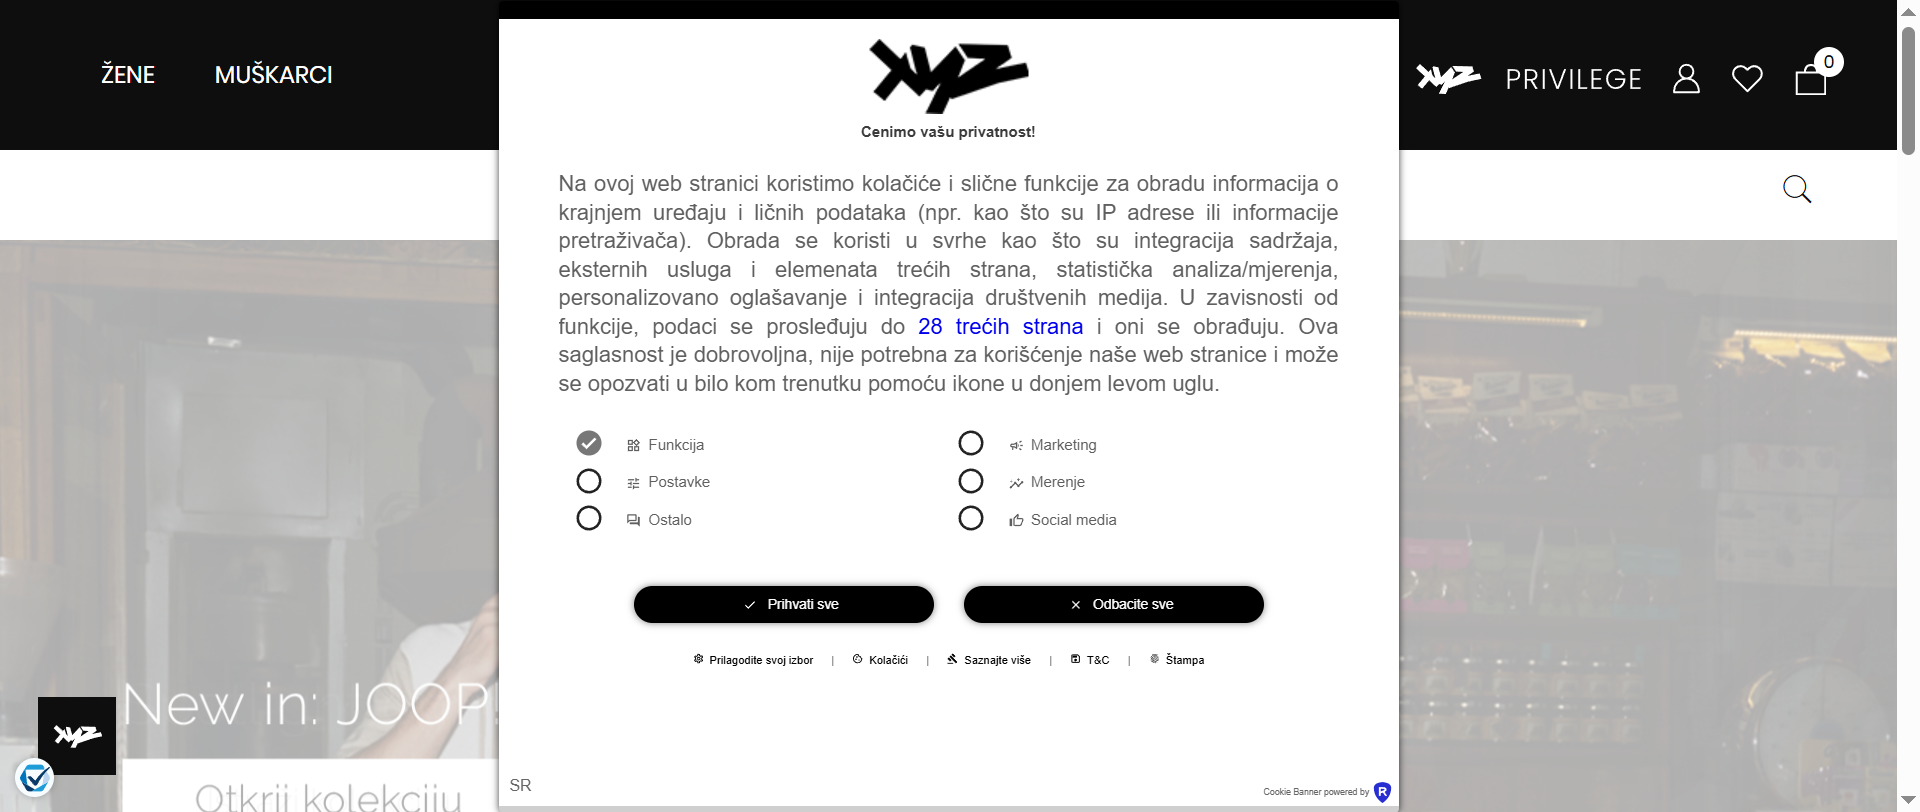 ŽENE
MUŠKARCI
xyz
PRIVILEGE
0
xyz
Cenimo vašu privatnost!
Na ovoj web stranici koristimo kolačiće i slične funkcije za obradu informacija o
krajnjem uređaju i ličnih podataka (npr. kao što su IP adrese ili informacije
pretraživača). Obrada se koristi u svrhe kao što su integracija sadržaja,
eksternih usluga i elemenata trećih strana, statistička analiza/mjerenja,
personalizovano oglašavanje i integracija društvenih medija. U zavisnosti od
funkcije, podaci se prosleđuju do 28 trećih strana i oni se obrađuju. Ova
saglasnost je dobrovoljna, nije potrebna za korišćenje naše web stranice i može
se opozvati u bilo kom trenutku pomoću ikone u donjem levom uglu.
Funkcija
Marketing
Postavke
Merenje
Ostalo
Social media
Prihvati sve
Odbacite sve
Prilagodite svoj izbor | Kolačići | Saznajte više | T&C | Štampa
New in: JOOP!
xyz
Otkrij kolekciju
SR
Cookie Banner powered by R